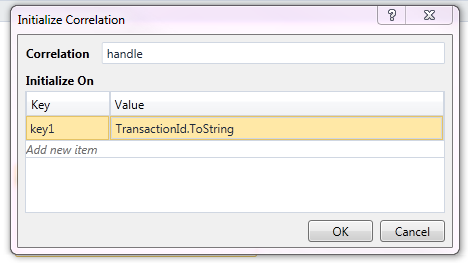 Initialize Correlation
Correlation handle
Initialize On
Key Value
key1 TransactionId.ToString
Add new item
OK Cancel